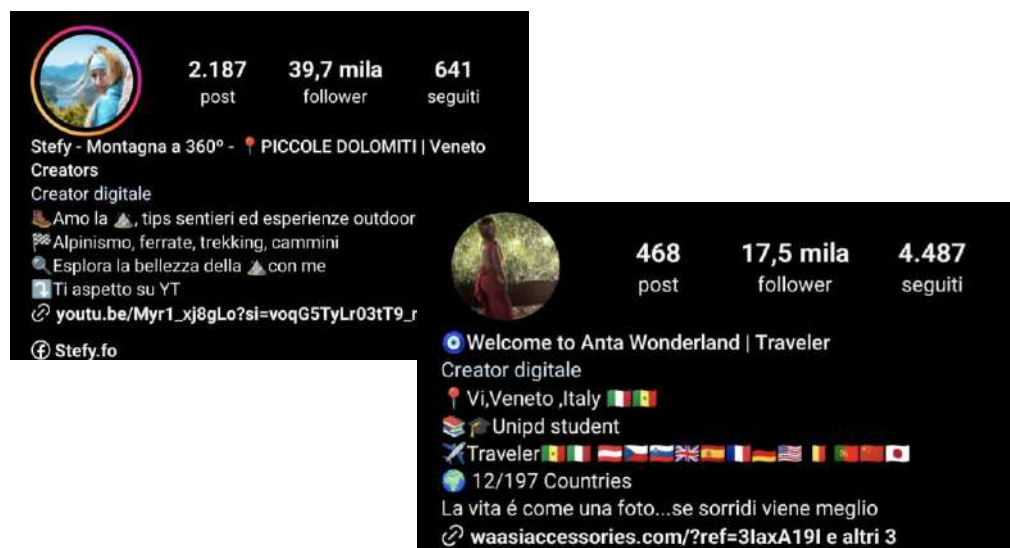 2.187 39,7 mila 641
post follower seguiti
Stefy - Montagna a 360º - 📍 PICCOLE DOLOMITI | Veneto
Creators
Creator digitale
🥾Amo la ⛰️, tips sentieri ed esperienze outdoor
🏁Alpinismo, ferrate, trekking, cammini
🔍Esplora la bellezza della ⛰️con me
⤵️Ti aspetto su YT
youtu.be/Myr1_xj8gLo?si=voqG5TyLr03tT9_r
Stefy.fo
468 17,5 mila 4.487
post follower seguiti
🧿Welcome to Anta Wonderland | Traveler
Creator digitale
📍Vi,Veneto ,Italy 🇮🇹🇸🇳
📚🎓Unipd student
✈️Traveler🇸🇳🇮🇹 🇦🇹🇨🇿🇸🇮🇬🇧🇪🇸🇫🇷🇩🇪🇺🇸🇧🇪🇵🇹🇨🇳🇯🇵
🌍 12/197 Countries
La vita é come una foto...se sorridi viene meglio
waasiaccessories.com/?ref=3IaxA19I e altri 3